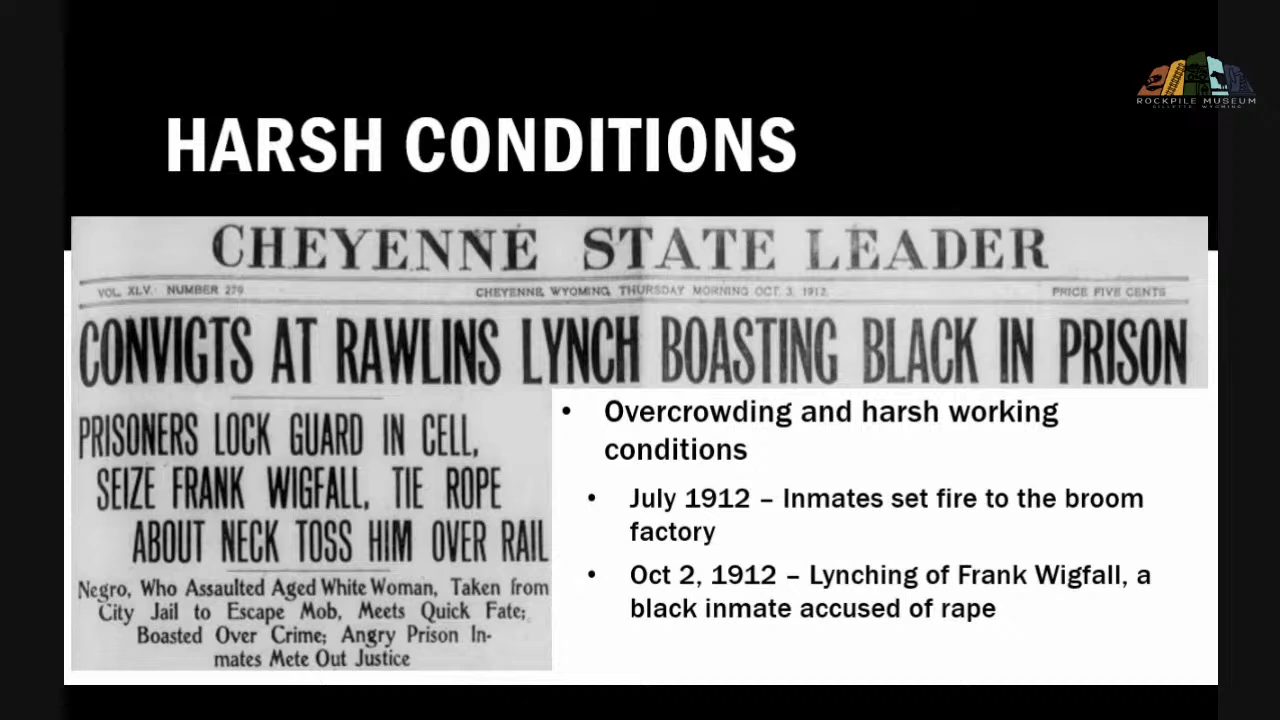 ROCKPILE MUSEUM
GILLETTE, WYOMING
HARSH CONDITIONS
CHEYENNE STATE LEADER
VOL. XLV. NUMBER 279
CHEYENNE, WYOMING, THURSDAY MORNING OCT. 3, 1912.
PRICE FIVE CENTS
CONVICTS AT RAWLINS LYNCH BOASTING BLACK IN PRISON
PRISONERS LOCK GUARD IN CELL,
SEIZE FRANK WIGFALL, TIE ROPE
ABOUT NECK TOSS HIM OVER RAIL
Negro, Who Assaulted Aged White Woman, Taken from
City Jail to Escape Mob, Meets Quick Fate;
Boasted Over Crime; Angry Prison In-
mates Mete Out Justice
• Overcrowding and harsh working
conditions
• July 1912 – Inmates set fire to the broom
factory
• Oct 2, 1912 – Lynching of Frank Wigfall, a
black inmate accused of rape